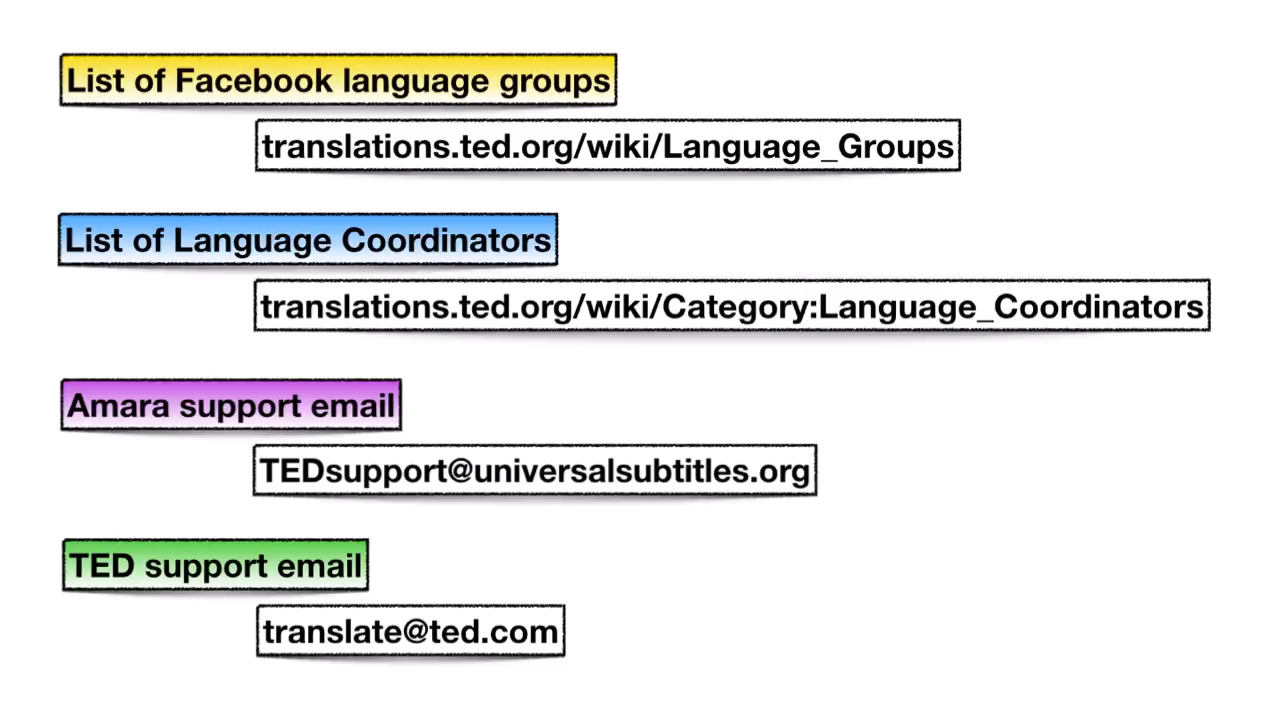 List of Facebook language groups
translations.ted.org/wiki/Language_Groups
List of Language Coordinators
translations.ted.org/wiki/Category:Language_Coordinators
Amara support email
TEDsupport@universalsubtitles.org
TED support email
translate@ted.com